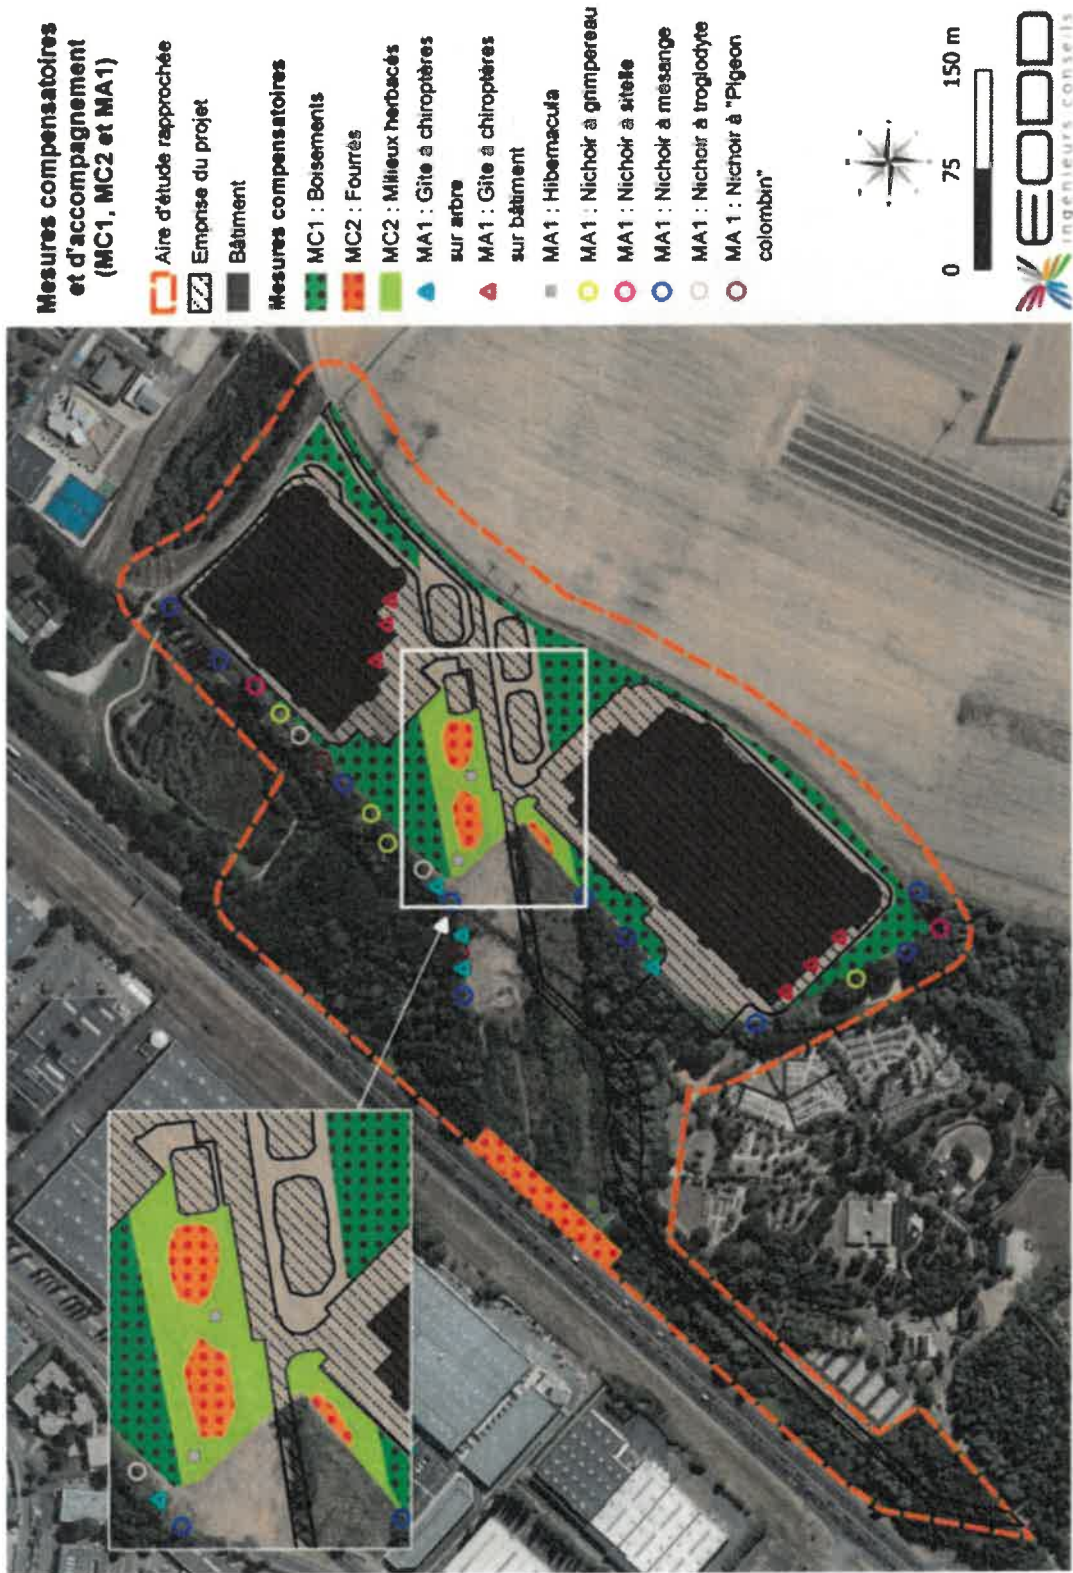 Mesures compensatoires
et d'accompagnement
(MC1, MC2 et MA1)
Aire d'étude rapprochée
Emprise du projet
Bâtiment
Mesures compensatoires
MC1 : Boisements
MC2 : Fourrés
MC2 : Milieux herbacés
MA1 : Gîte à chiroptères
sur arbre
MA1 : Gîte à chiroptères
sur bâtiment
MA1 : Hibernacula
MA1 : Nichoir à grimpereau
MA1 : Nichoir à sitelle
MA1 : Nichoir à mésange
MA1 : Nichoir à troglodyte
MA1 : Nichoir à "Pigeon
colombin"
0 75 150 m
EODD
ingénieurs conseils